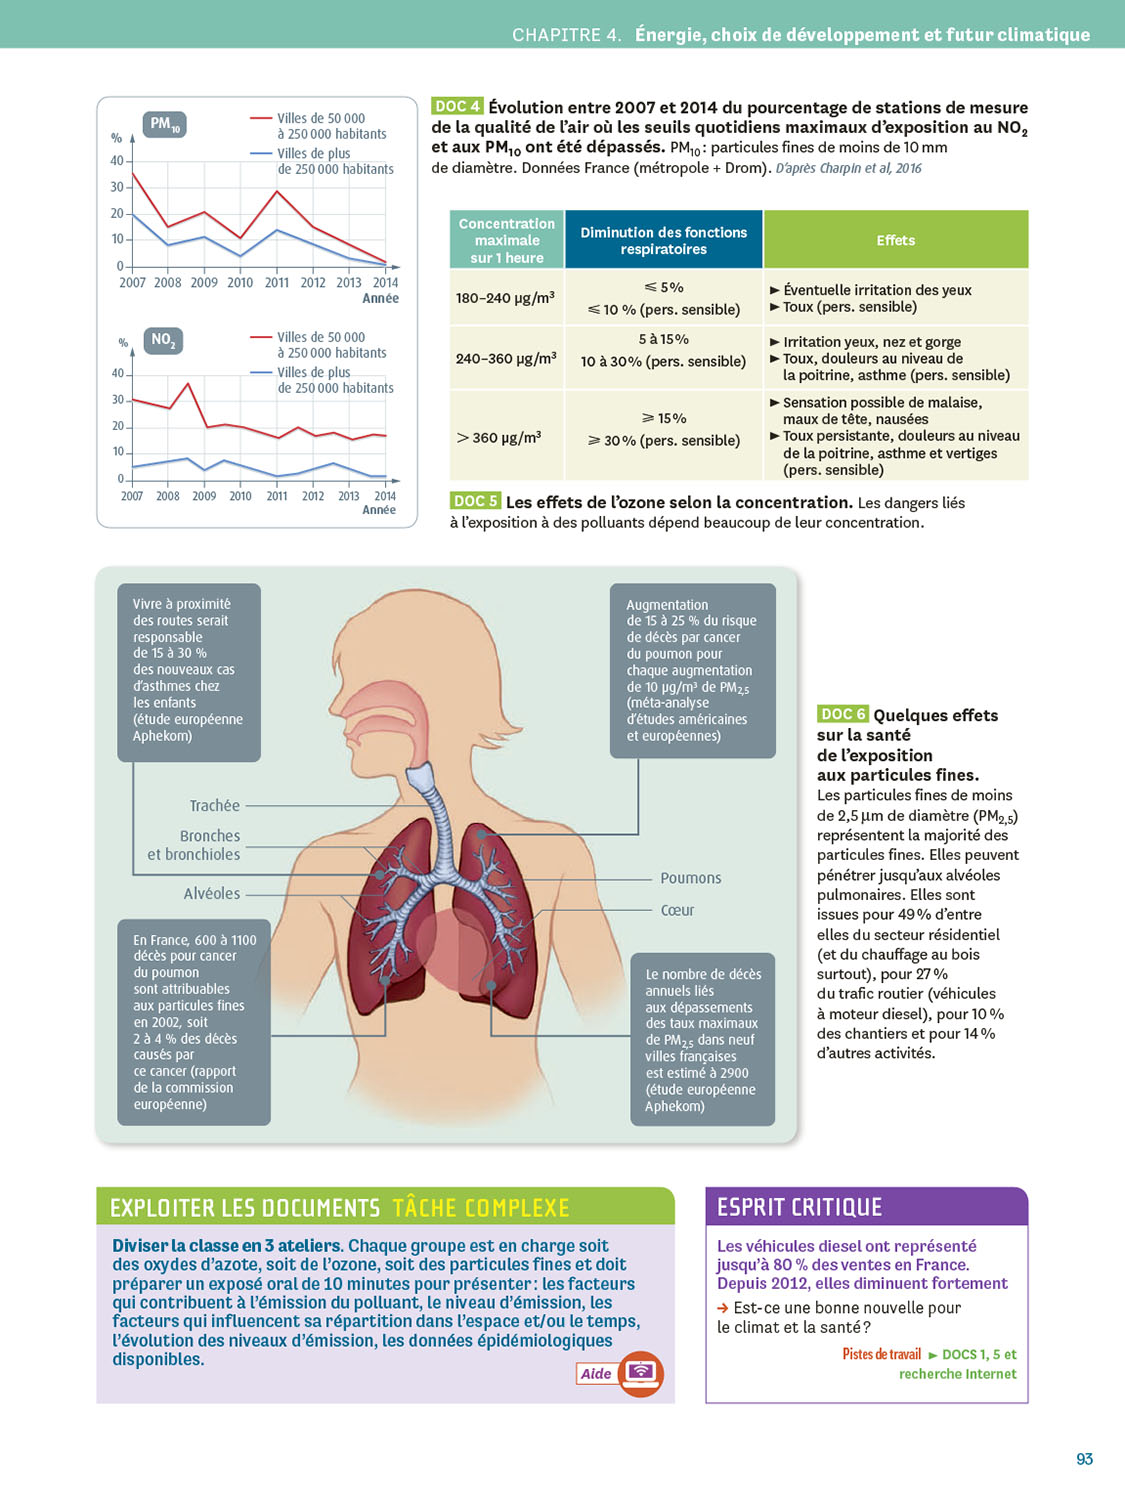 CHAPITRE 4. Énergie, choix de développement et futur climatique
PM10
Villes de 50 000
à 250 000 habitants
Villes de plus
de 250 000 habitants
%
40
30
20
10
0
2007 2008 2009 2010 2011 2012 2013 2014
Année
NO2
Villes de 50 000
à 250 000 habitants
Villes de plus
de 250 000 habitants
%
40
30
20
10
0
2007 2008 2009 2010 2011 2012 2013 2014
Année
DOC 4 Évolution entre 2007 et 2014 du pourcentage de stations de mesure
de la qualité de l'air où les seuils quotidiens maximaux d'exposition au NO2
et aux PM10 ont été dépassés. PM10 : particules fines de moins de 10 mm
de diamètre. Données France (métropole + Drom). D'après Charpin et al, 2016
Concentration
maximale
sur 1 heure
Diminution des fonctions
respiratoires
Effets
180–240 µg/m³
⩽ 5 %
⩽ 10 % (pers. sensible)
► Éventuelle irritation des yeux
► Toux (pers. sensible)
240–360 µg/m³
5 à 15 %
10 à 30 % (pers. sensible)
► Irritation yeux, nez et gorge
► Toux, douleurs au niveau de
la poitrine, asthme (pers. sensible)
> 360 µg/m³
⩾ 15 %
⩾ 30 % (pers. sensible)
► Sensation possible de malaise,
maux de tête, nausées
► Toux persistante, douleurs au niveau
de la poitrine, asthme et vertiges
(pers. sensible)
DOC 5 Les effets de l'ozone selon la concentration. Les dangers liés
à l'exposition à des polluants dépend beaucoup de leur concentration.
Vivre à proximité
des routes serait
responsable
de 15 à 30 %
des nouveaux cas
d'asthmes chez
les enfants
(étude européenne
Aphekom)
Augmentation
de 15 à 25 % du risque
de décès par cancer
du poumon pour
chaque augmentation
de 10 µg/m³ de PM2,5
(méta-analyse
d'études américaines
et européennes)
Trachée
Bronches
et bronchioles
Alvéoles
Poumons
Cœur
En France, 600 à 1100
décès pour cancer
du poumon
sont attribuables
aux particules fines
en 2002, soit
2 à 4 % des décès
causés par
ce cancer (rapport
de la commission
européenne)
Le nombre de décès
annuels liés
aux dépassements
des taux maximaux
de PM2,5 dans neuf
villes françaises
est estimé à 2900
(étude européenne
Aphekom)
DOC 6 Quelques effets
sur la santé
de l'exposition
aux particules fines.
Les particules fines de moins
de 2,5 µm de diamètre (PM2,5)
représentent la majorité des
particules fines. Elles peuvent
pénétrer jusqu'aux alvéoles
pulmonaires. Elles sont
issues pour 49 % d'entre
elles du secteur résidentiel
(et du chauffage au bois
surtout), pour 27 %
du trafic routier (véhicules
à moteur diesel), pour 10 %
des chantiers et pour 14 %
d'autres activités.
EXPLOITER LES DOCUMENTS TÂCHE COMPLEXE
Diviser la classe en 3 ateliers. Chaque groupe est en charge soit
des oxydes d'azote, soit de l'ozone, soit des particules fines et doit
préparer un exposé oral de 10 minutes pour présenter : les facteurs
qui contribuent à l'émission du polluant, le niveau d'émission, les
facteurs qui influencent sa répartition dans l'espace et/ou le temps,
l'évolution des niveaux d'émission, les données épidémiologiques
disponibles.
Aide
ESPRIT CRITIQUE
Les véhicules diesel ont représenté
jusqu'à 80 % des ventes en France.
Depuis 2012, elles diminuent fortement
→ Est-ce une bonne nouvelle pour
le climat et la santé ?
Pistes de travail ► DOCS 1, 5 et
recherche Internet
93